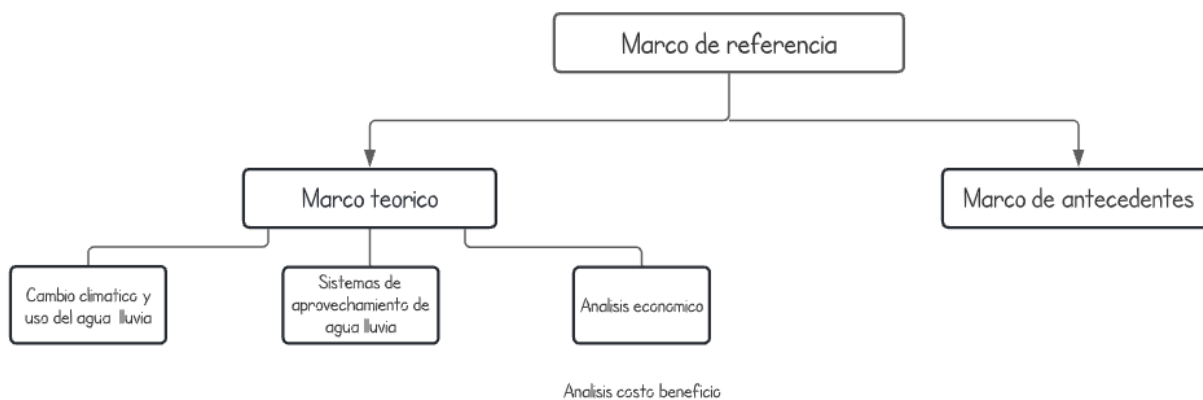 Marco de referencia
Marco teorico
Marco de antecedentes
Cambio climatico y
uso del agua lluvia
Sistemas de
aprovechamiento de
agua lluvia
Analisis economico
Analisis costo beneficio